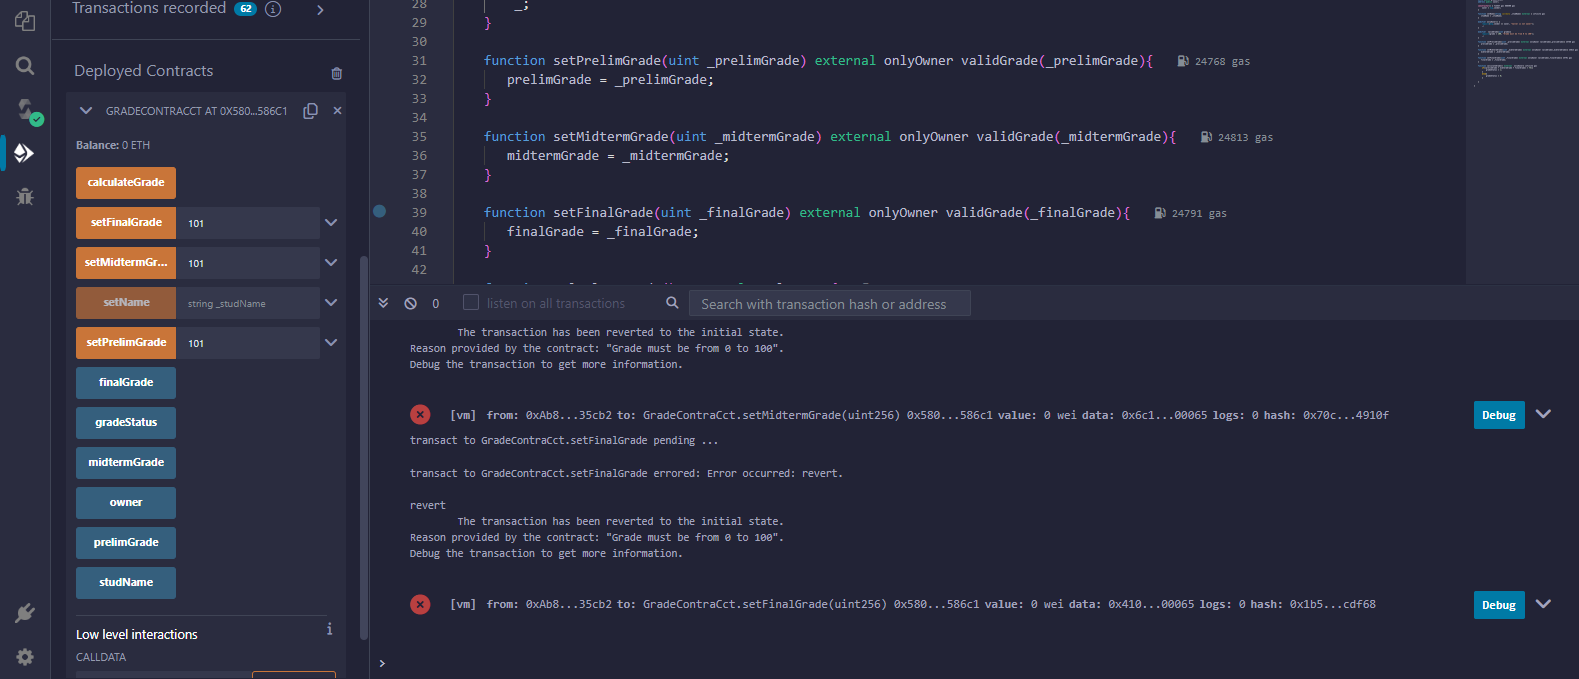 Transactions recorded 62 i >
Deployed Contracts
GRADECONTRACCT AT 0X580...586C1
Balance: 0 ETH
calculateGrade
setFinalGrade 101
setMidtermGr... 101
setName string _studName
setPrelimGrade 101
finalGrade
gradeStatus
midtermGrade
owner
prelimGrade
studName
Low level interactions i
CALLDATA
28 _;
29 }
30
31 function setPrelimGrade(uint _prelimGrade) external onlyOwner validGrade(_prelimGrade){ 24768 gas
32 prelimGrade = _prelimGrade;
33 }
34
35 function setMidtermGrade(uint _midtermGrade) external onlyOwner validGrade(_midtermGrade){ 24813 gas
36 midtermGrade = _midtermGrade;
37 }
38
39 function setFinalGrade(uint _finalGrade) external onlyOwner validGrade(_finalGrade){ 24791 gas
40 finalGrade = _finalGrade;
41 }
42
0 listen on all transactions Search with transaction hash or address
The transaction has been reverted to the initial state.
Reason provided by the contract: "Grade must be from 0 to 100".
Debug the transaction to get more information.
[vm] from: 0xAb8...35cb2 to: GradeContraCct.setMidtermGrade(uint256) 0x580...586c1 value: 0 wei data: 0x6c1...00065 logs: 0 hash: 0x70c...4910f Debug
transact to GradeContraCct.setFinalGrade pending ...
transact to GradeContraCct.setFinalGrade errored: Error occurred: revert.
revert
The transaction has been reverted to the initial state.
Reason provided by the contract: "Grade must be from 0 to 100".
Debug the transaction to get more information.
[vm] from: 0xAb8...35cb2 to: GradeContraCct.setFinalGrade(uint256) 0x580...586c1 value: 0 wei data: 0x410...00065 logs: 0 hash: 0x1b5...cdf68 Debug
>